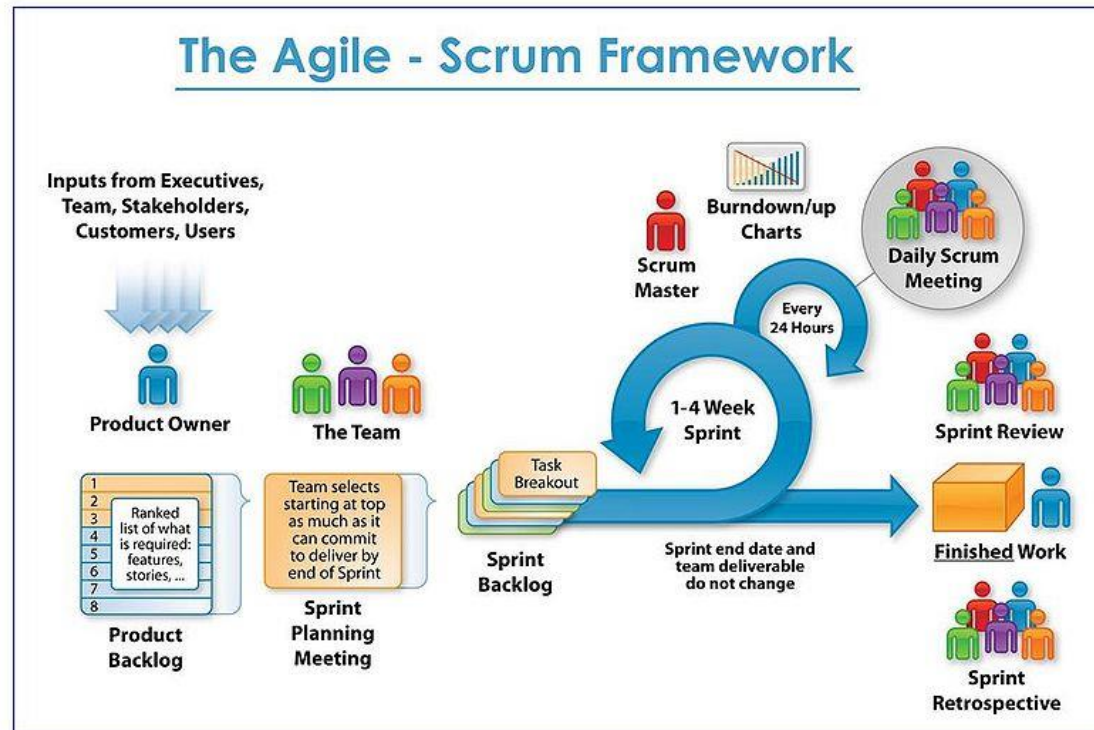 The Agile - Scrum Framework
Inputs from Executives,
Team, Stakeholders,
Customers, Users
Product Owner
The Team
1
2
3
4
5
6
7
8
Ranked
list of what
is required:
features,
stories, ...
Product
Backlog
Team selects
starting at top
as much as it
can commit
to deliver by
end of Sprint
Sprint
Planning
Meeting
Task
Breakout
Sprint
Backlog
Scrum
Master
Burndown/up
Charts
Every
24 Hours
1-4 Week
Sprint
Sprint end date and
team deliverable
do not change
Daily Scrum
Meeting
Sprint Review
Finished Work
Sprint
Retrospective